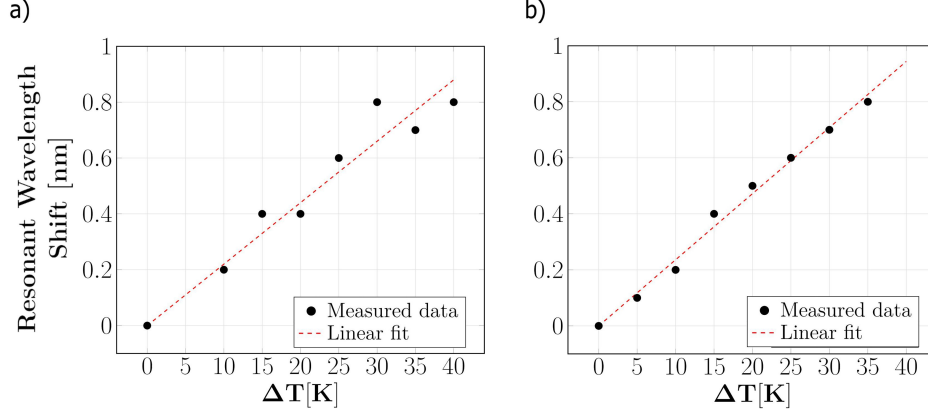 a)
b)
Resonant Wavelength
Shift [nm]
1
0.8
0.6
0.4
0.2
0
0 5 10 15 20 25 30 35 40
ΔT[K]
Measured data
Linear fit
1
0.8
0.6
0.4
0.2
0
0 5 10 15 20 25 30 35 40
ΔT[K]
Measured data
Linear fit